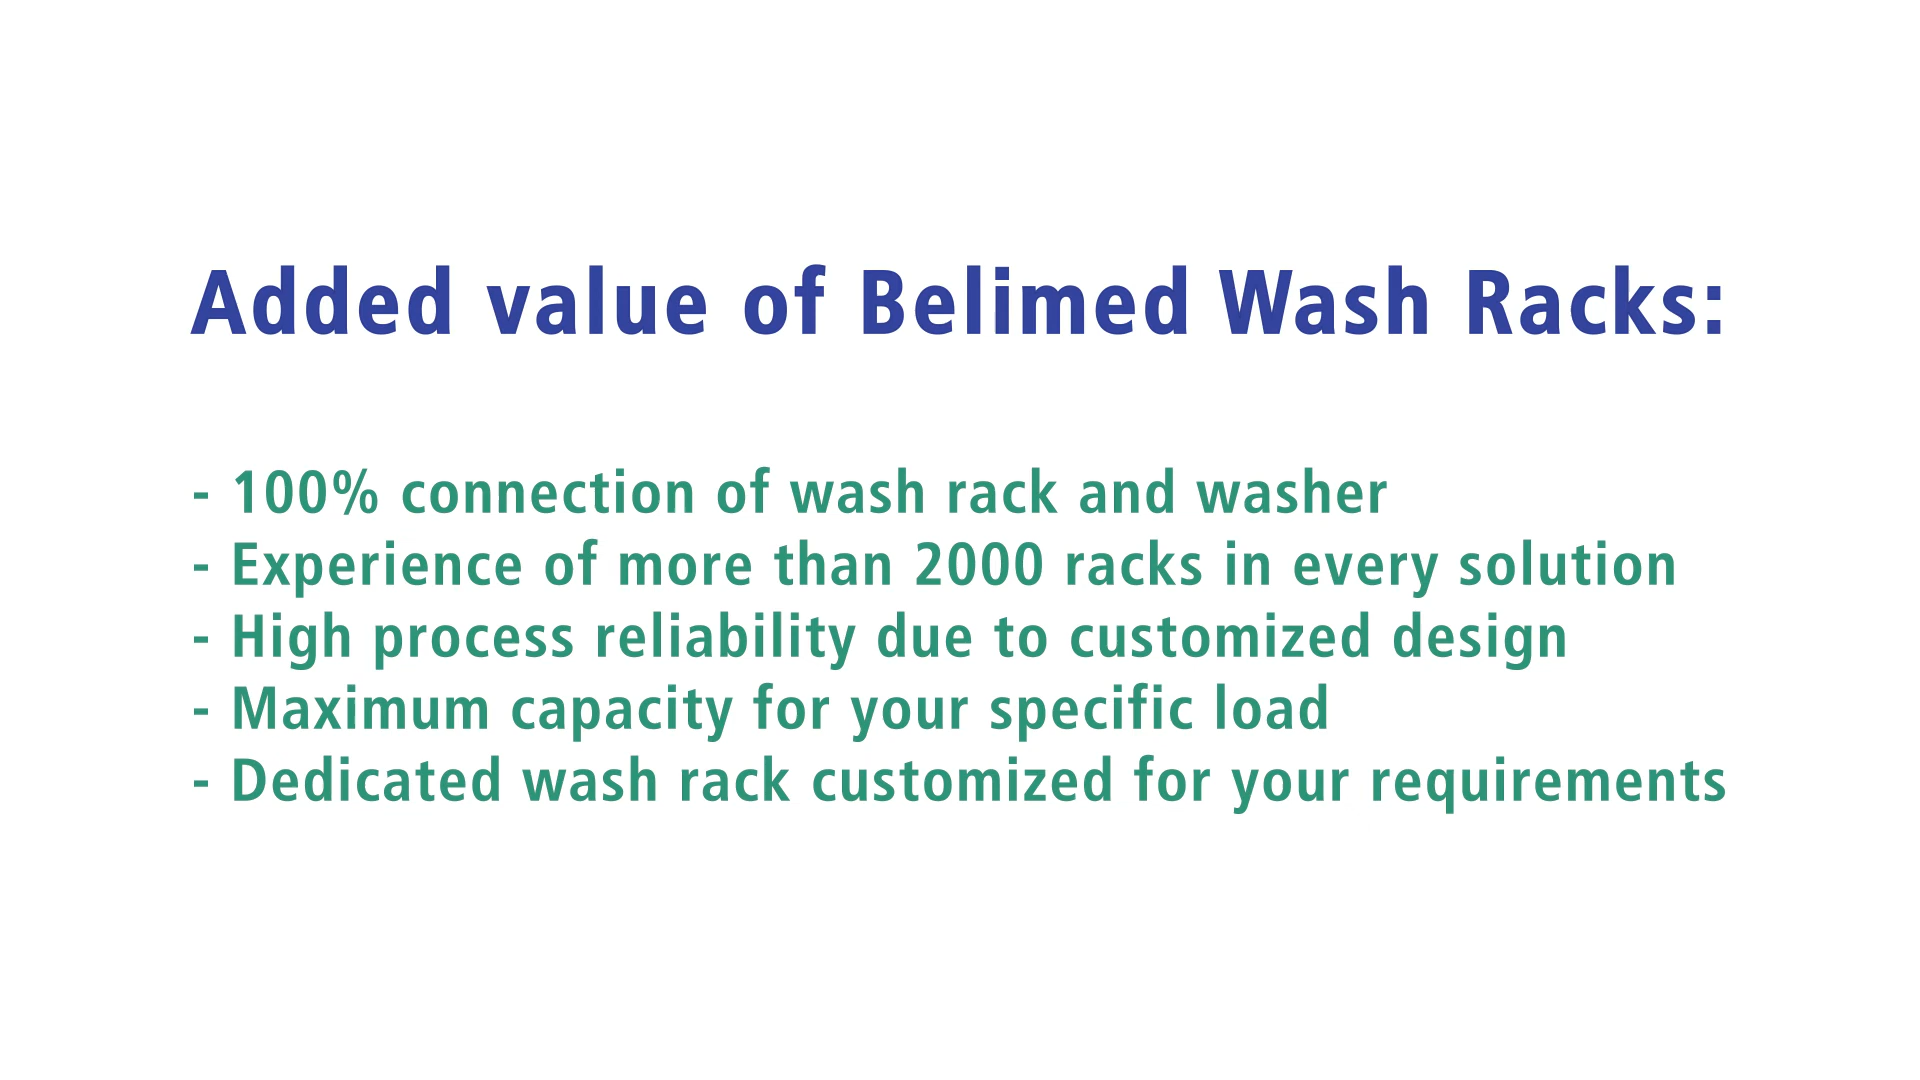 Added value of Belimed Wash Racks:
- 100% connection of wash rack and washer
- Experience of more than 2000 racks in every solution
- High process reliability due to customized design
- Maximum capacity for your specific load
- Dedicated wash rack customized for your requirements